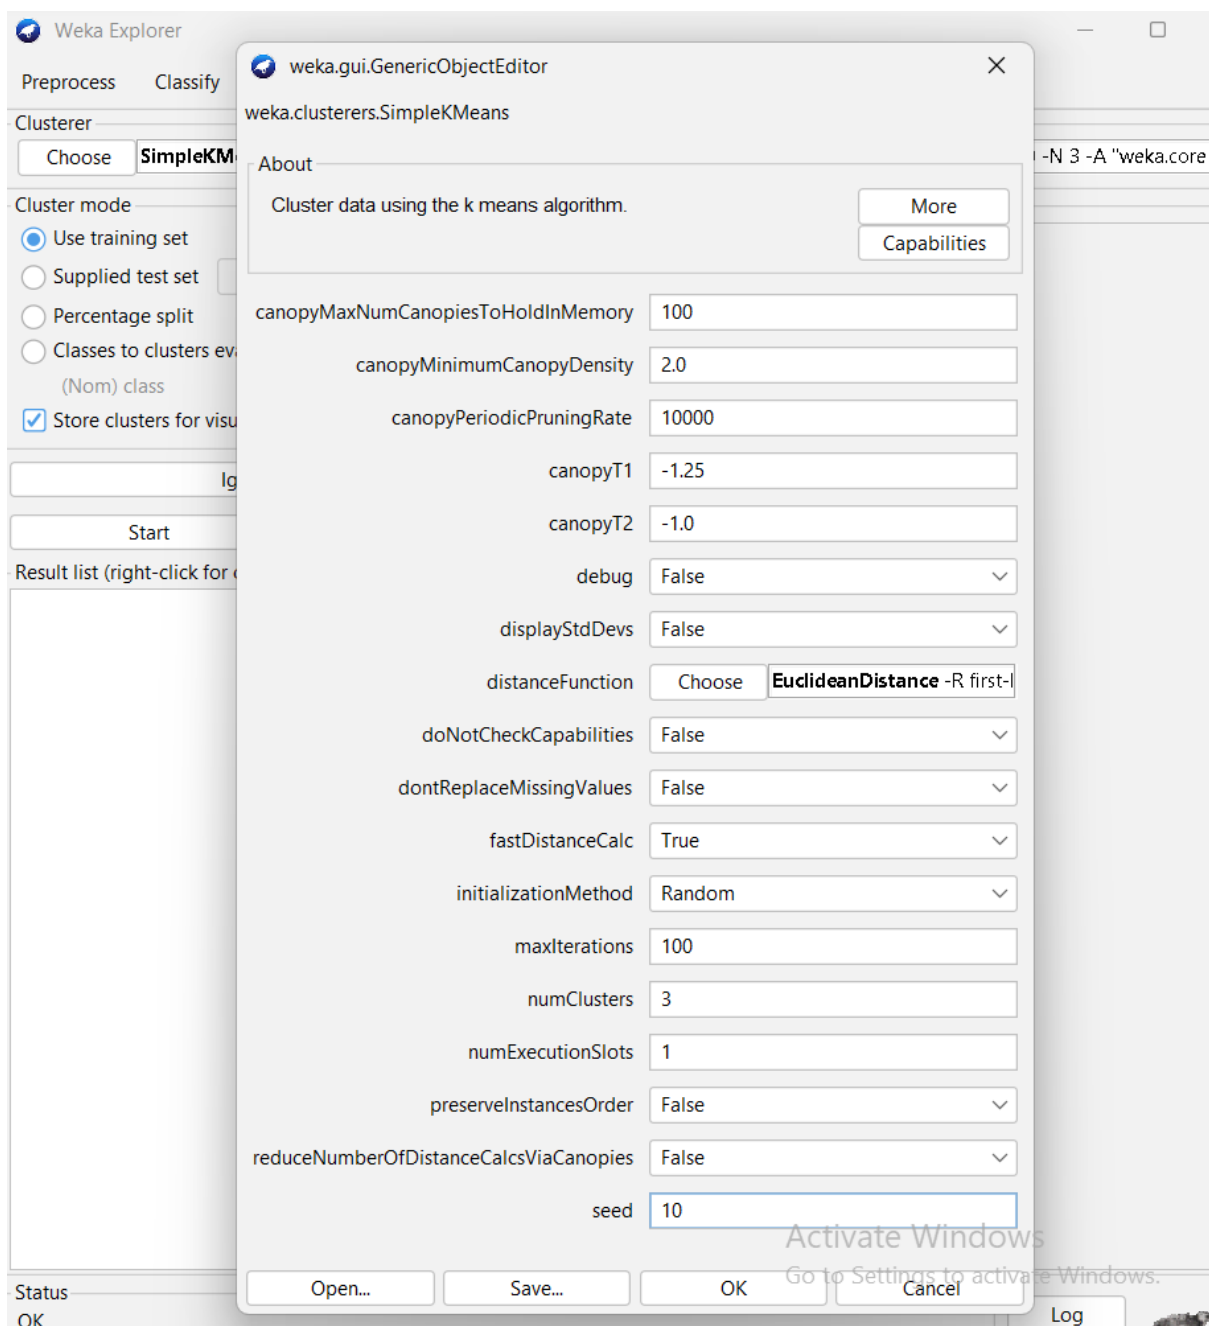 Weka Explorer
weka.gui.GenericObjectEditor
Preprocess Classify
weka.clusterers.SimpleKMeans
Clusterer
Choose SimpleKM -N 3 -A "weka.core
About
Cluster data using the k means algorithm.
More
Capabilities
Cluster mode
Use training set
Supplied test set
Percentage split
Classes to clusters
(Nom) class
Store clusters for
Start
Result list (right-click for
canopyMaxNumCanopiesToHoldInMemory 100
canopyMinimumCanopyDensity 2.0
canopyPeriodicPruningRate 10000
canopyT1 -1.25
canopyT2 -1.0
debug False
displayStdDevs False
distanceFunction Choose EuclideanDistance -R first-l
doNotCheckCapabilities False
dontReplaceMissingValues False
fastDistanceCalc True
initializationMethod Random
maxIterations 100
numClusters 3
numExecutionSlots 1
preserveInstancesOrder False
reduceNumberOfDistanceCalcsViaCanopies False
seed 10
Activate Windows
Go to Settings to activate Windows.
Open... Save... OK Cancel
Status
OK
Log